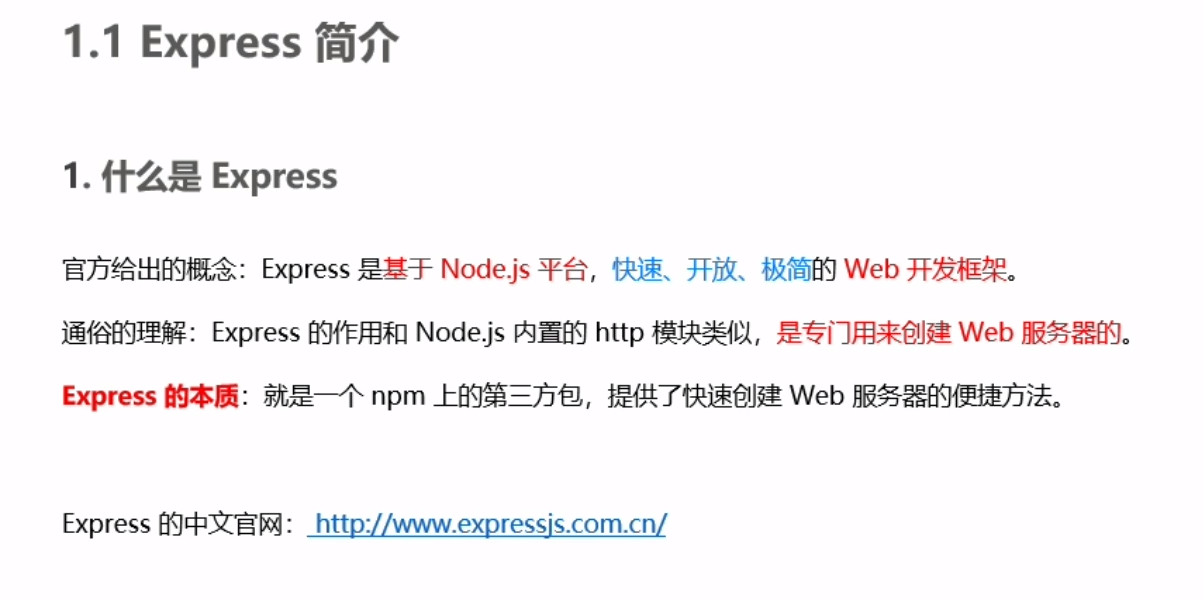 1.1 Express 简介
1. 什么是 Express
官方给出的概念：Express 是基于 Node.js 平台，快速、开放、极简的 Web 开发框架。
通俗的理解：Express 的作用和 Node.js 内置的 http 模块类似，是专门用来创建 Web 服务器的。
Express 的本质：就是一个 npm 上的第三方包，提供了快速创建 Web 服务器的便捷方法。
Express 的中文官网： http://www.expressjs.com.cn/